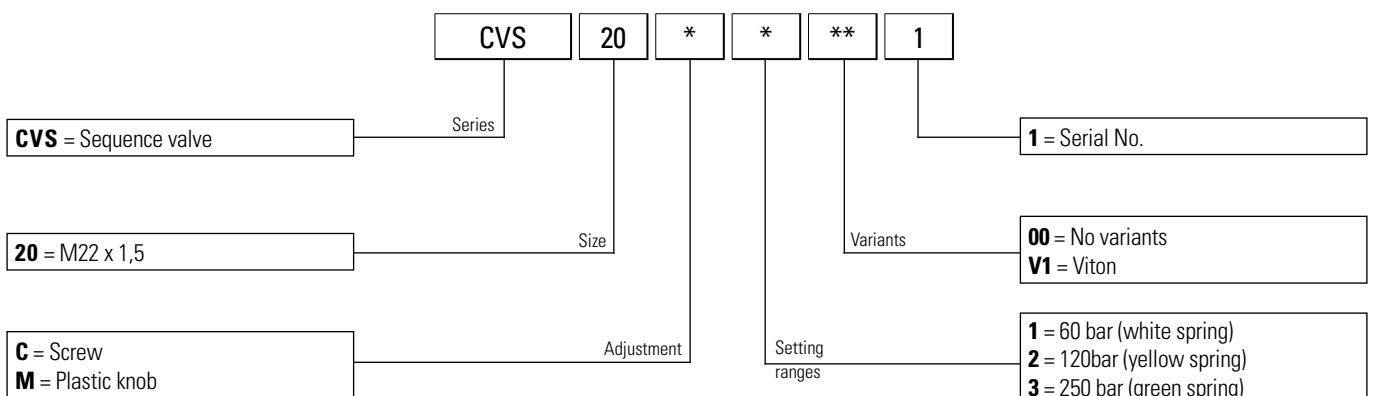 CVS 20 * * ** 1
Series
CVS = Sequence valve
1 = Serial No.
Size
20 = M22 x 1,5
Variants
00 = No variants
V1 = Viton
Adjustment
C = Screw
M = Plastic knob
Setting
ranges
1 = 60 bar (white spring)
2 = 120bar (yellow spring)
3 = 250 bar (green spring)